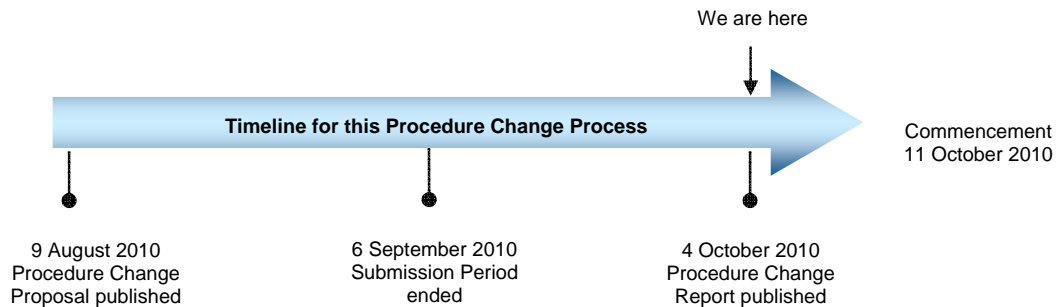 We are here
Timeline for this Procedure Change Process
Commencement
11 October 2010
9 August 2010
Procedure Change
Proposal published
6 September 2010
Submission Period
ended
4 October 2010
Procedure Change
Report published